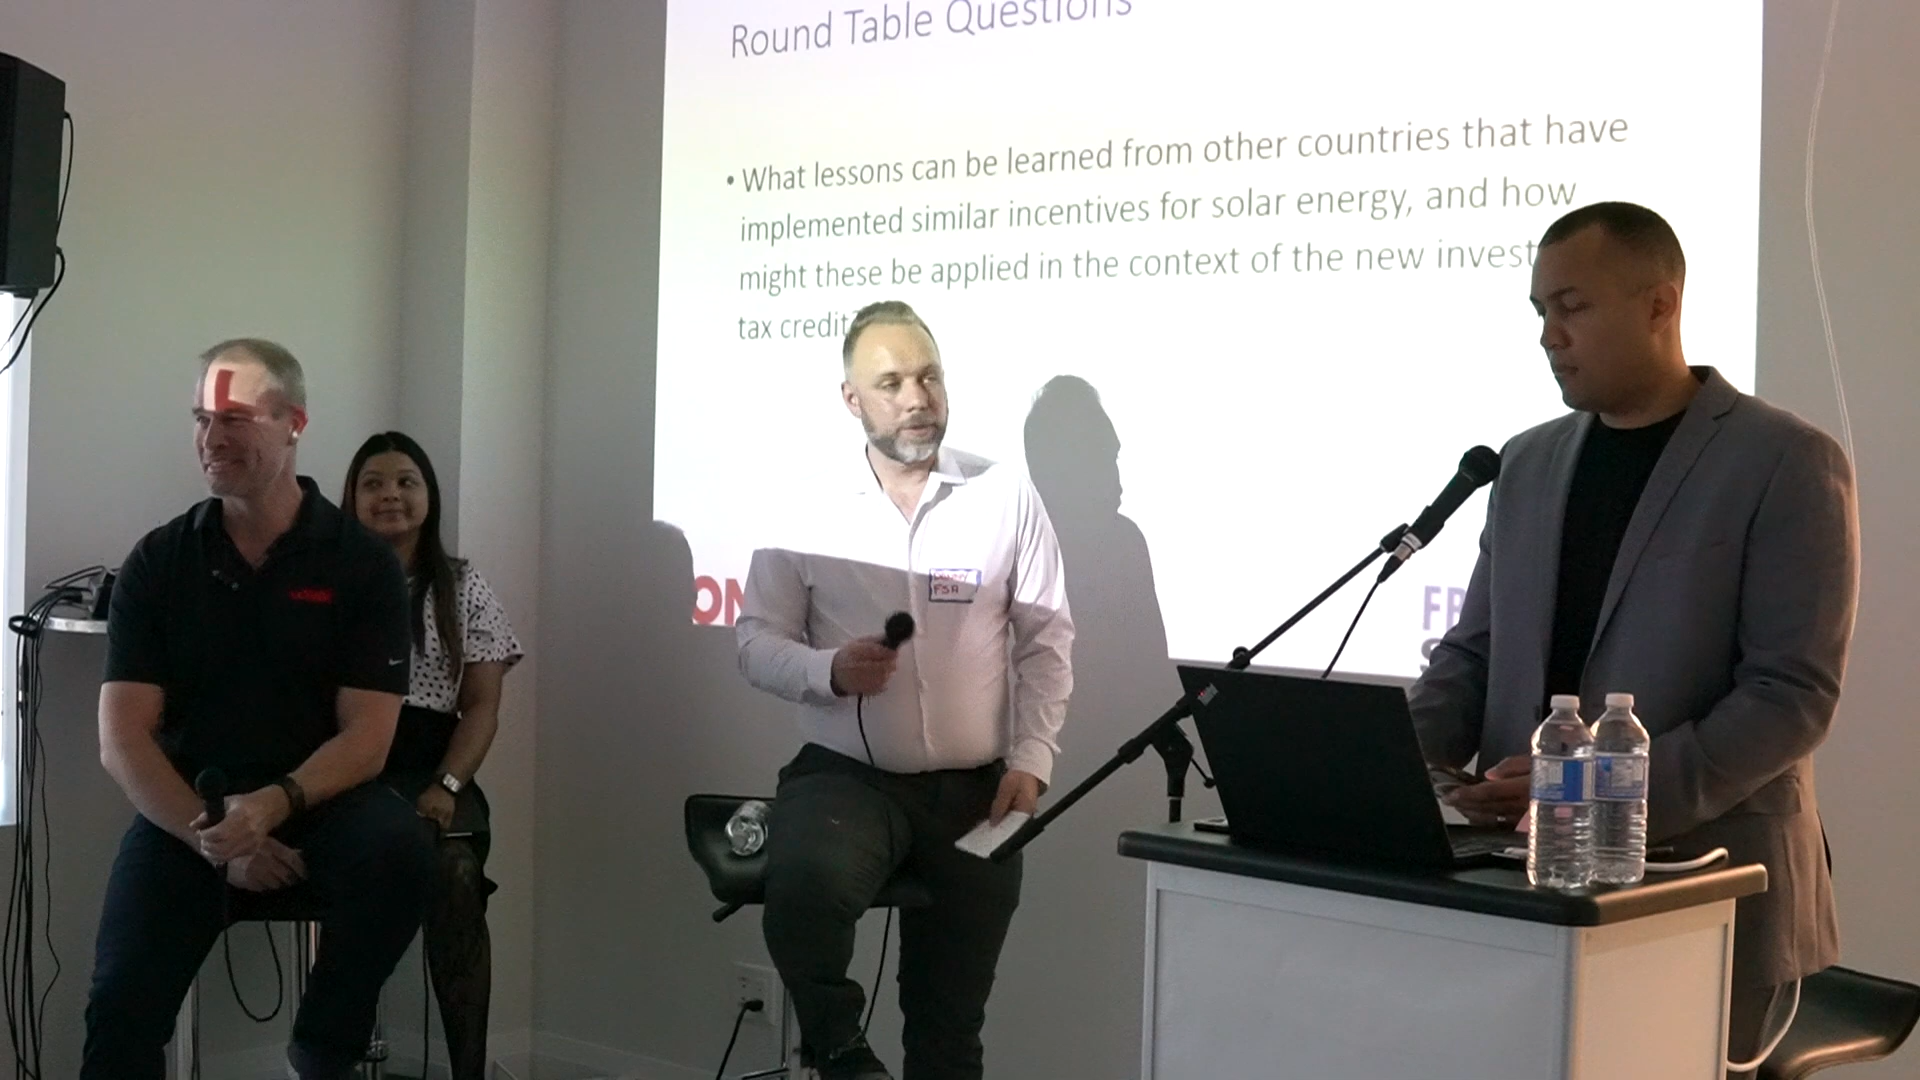 Round Table Questions
• What lessons can be learned from other countries that have
implemented similar incentives for solar energy, and how
might these be applied in the context of the new invest
tax credit?
FSA